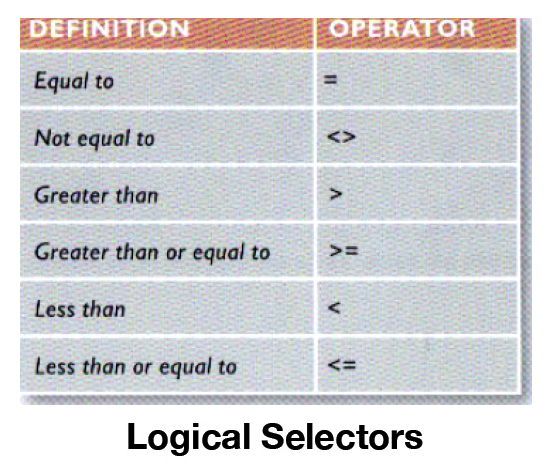 DEFINITION OPERATOR
Equal to =
Not equal to <>
Greater than >
Greater than or equal to >=
Less than <
Less than or equal to <=
Logical Selectors